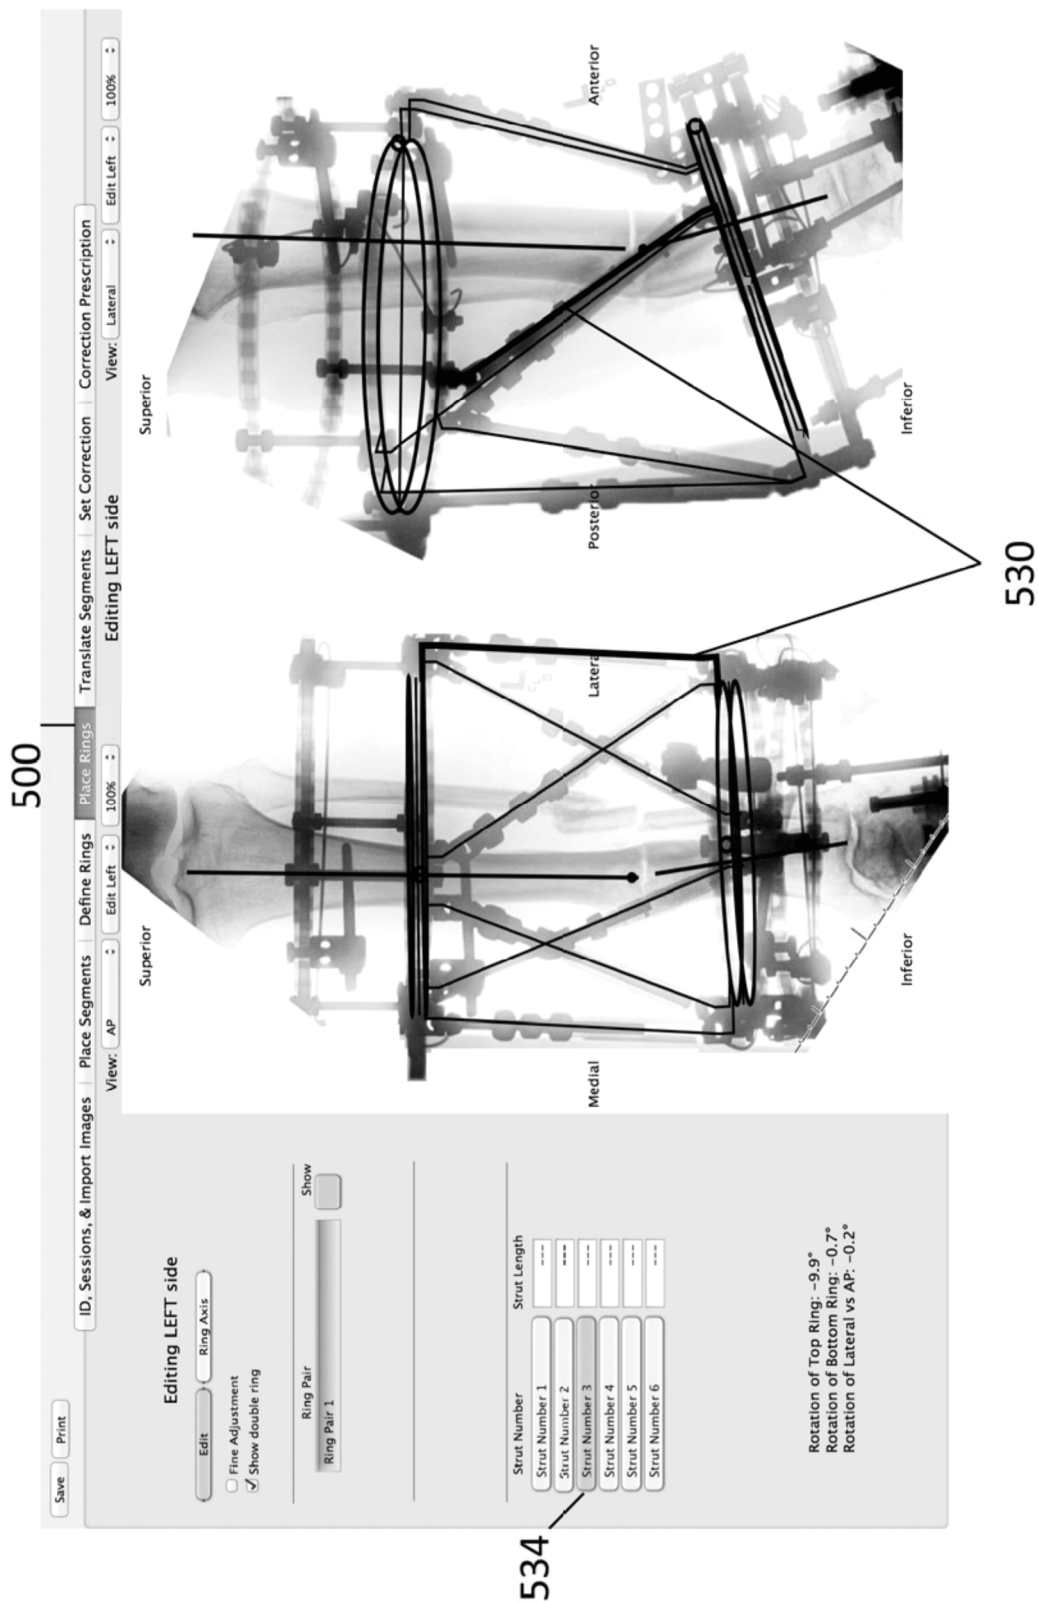 500
Save Print
ID, Sessions, & Import Images Place Segments Define Rings Place Rings Translate Segments Set Correction Correction Prescription
View: AP Edit Left 100% Editing LEFT side View: Lateral Edit Left 100%
Editing LEFT side
Edit Ring Axis
Fine Adjustment
Show double ring
Ring Pair Show
Ring Pair 1
Strut Number Strut Length
Strut Number 1 ---
Strut Number 2 ---
Strut Number 3 ---
Strut Number 4 ---
Strut Number 5 ---
Strut Number 6 ---
534
Rotation of Top Ring: -9.9°
Rotation of Bottom Ring: -0.7°
Rotation of Lateral vs AP: -0.2°
Superior
Medial
Lateral
Inferior
Superior
Posterior
Anterior
Inferior
530